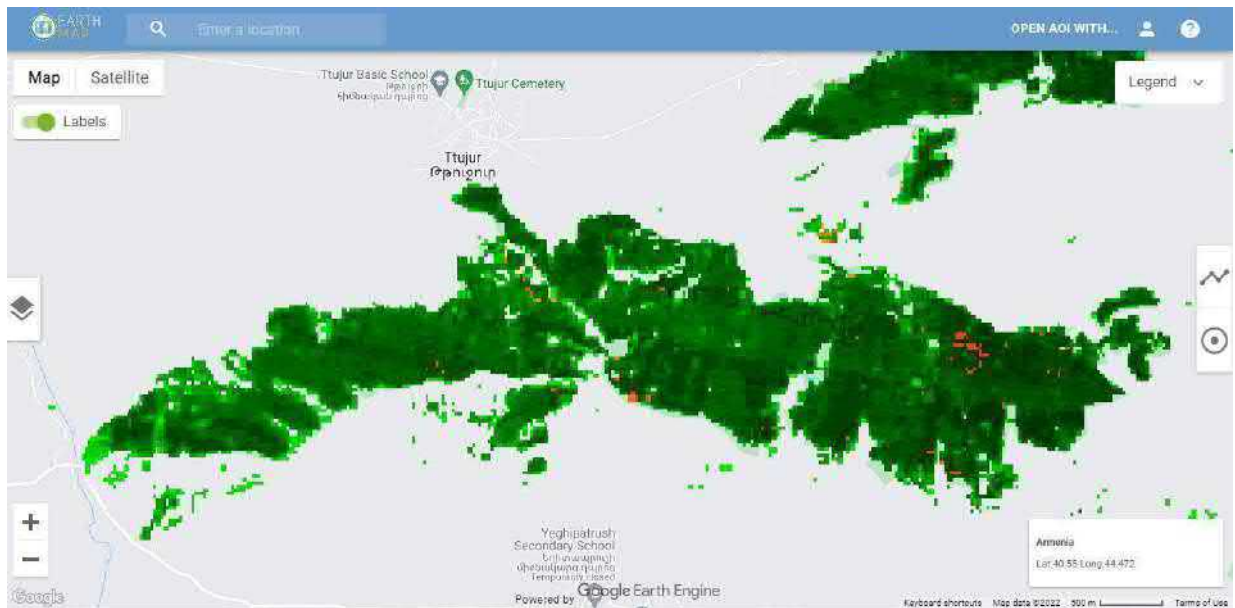 EARTH
MAP
Enter a location
OPEN AOI WITH...
Map
Satellite
Labels
Legend
Ttujur Basic School
Ttujur Cemetery
Ttujur
Թթուջուր
Yeghipatrush
Secondary School
Temporarily closed
Powered by
Google Earth Engine
Armenia
Lat:40.55 Long:44.472
Google
Keyboard shortcuts
Map data ©2022
500 m
Terms of Use